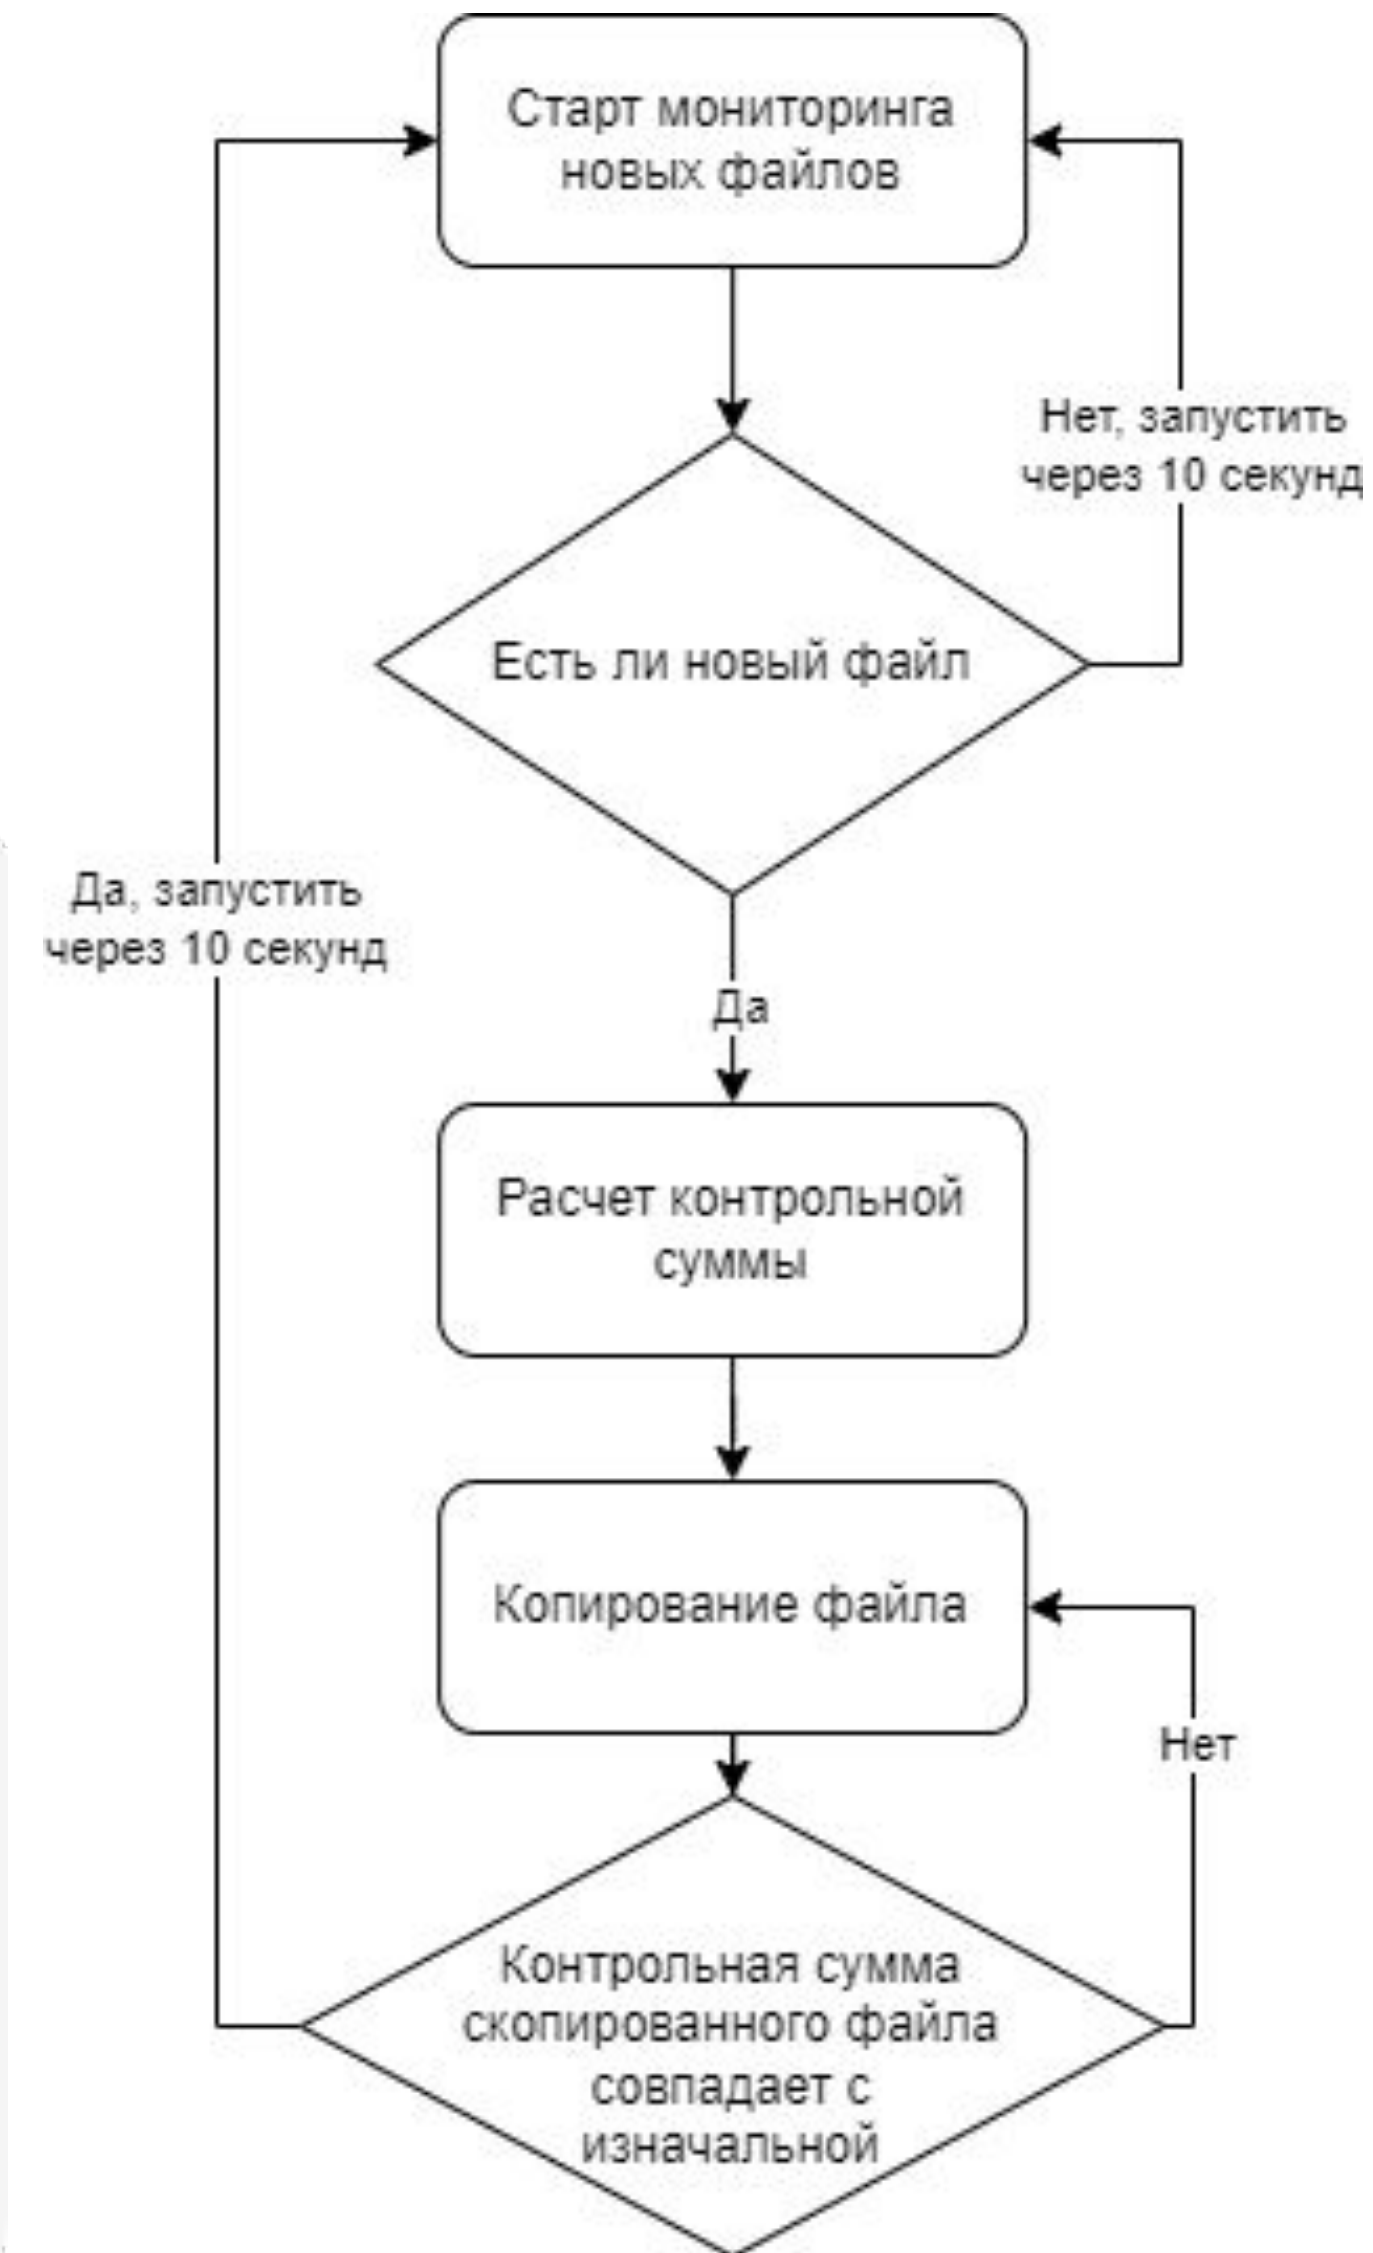 Старт мониторинга
новых файлов
Нет, запустить
через 10 секунд
Есть ли новый файл
Да, запустить
через 10 секунд
Да
Расчет контрольной
суммы
Копирование файла
Нет
Контрольная сумма
скопированного файла
совпадает с
изначальной